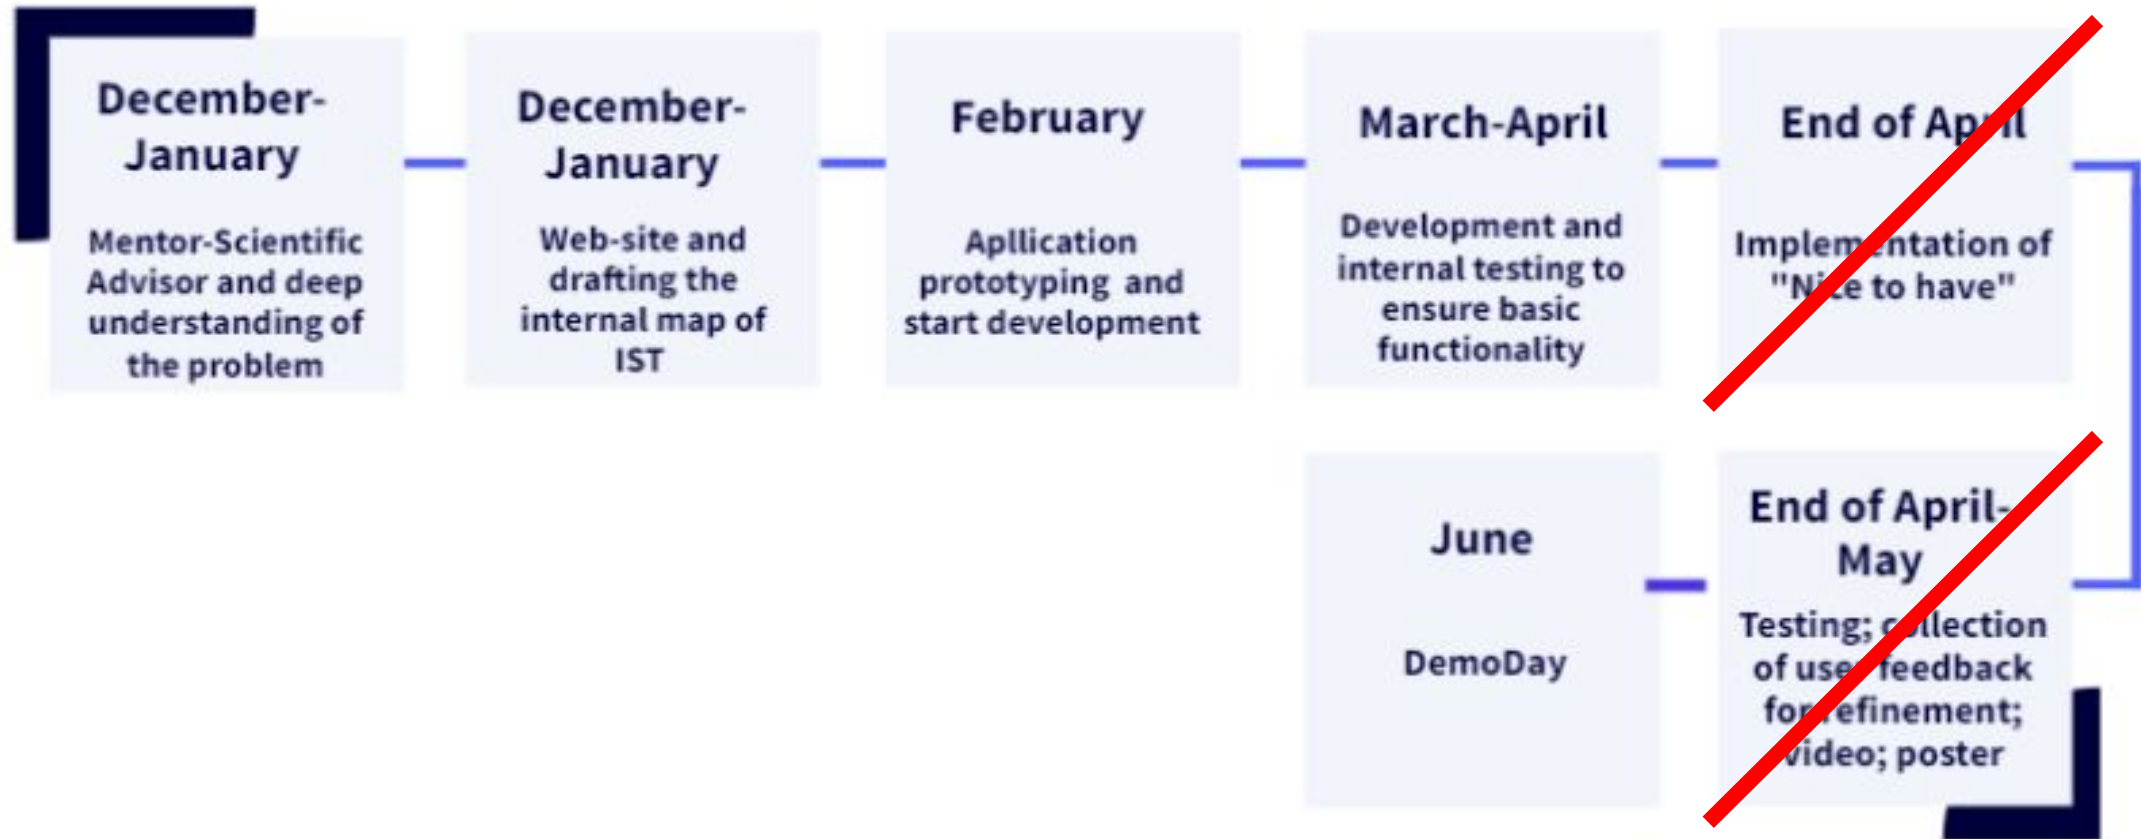 December-
January
Mentor-Scientific
Advisor and deep
understanding of
the problem
December-
January
Web-site and
drafting the
internal map of
IST
February
Apllication
prototyping and
start development
March-April
Development and
internal testing to
ensure basic
functionality
End of April
Implementation of
"Nice to have"
June
DemoDay
End of April-
May
Testing; collection
of user feedback
for refinement;
video; poster